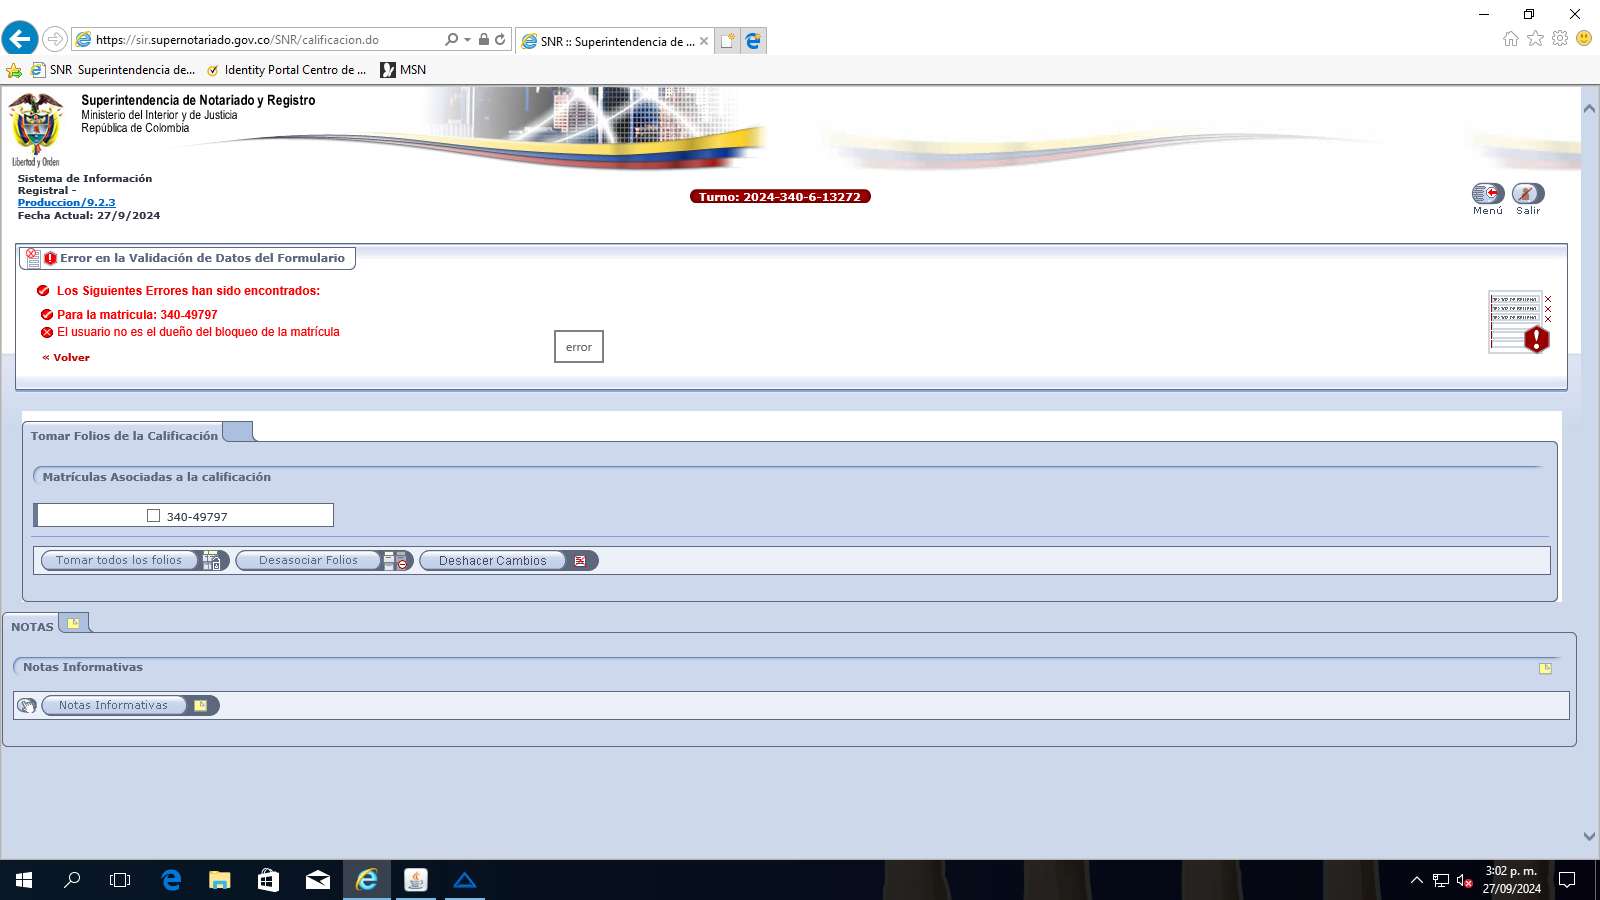 https://sir.supernotariado.gov.co/SNR/calificacion.do
SNR :: Superintendencia de ...
SNR Superintendencia de...
Identity Portal Centro de ...
MSN
Superintendencia de Notariado y Registro
Ministerio del Interior y de Justicia
República de Colombia
Libertad y Orden
Sistema de Información
Registral -
Produccion/9.2.3
Fecha Actual: 27/9/2024
Turno: 2024-340-6-13272
Menú
Salir
Error en la Validación de Datos del Formulario
Los Siguientes Errores han sido encontrados:
Para la matricula: 340-49797
El usuario no es el dueño del bloqueo de la matrícula
« Volver
error
Tomar Folios de la Calificación
Matrículas Asociadas a la calificación
340-49797
Tomar todos los folios
Desasociar Folios
Deshacer Cambios
NOTAS
Notas Informativas
Notas Informativas
3:02 p. m.
27/09/2024